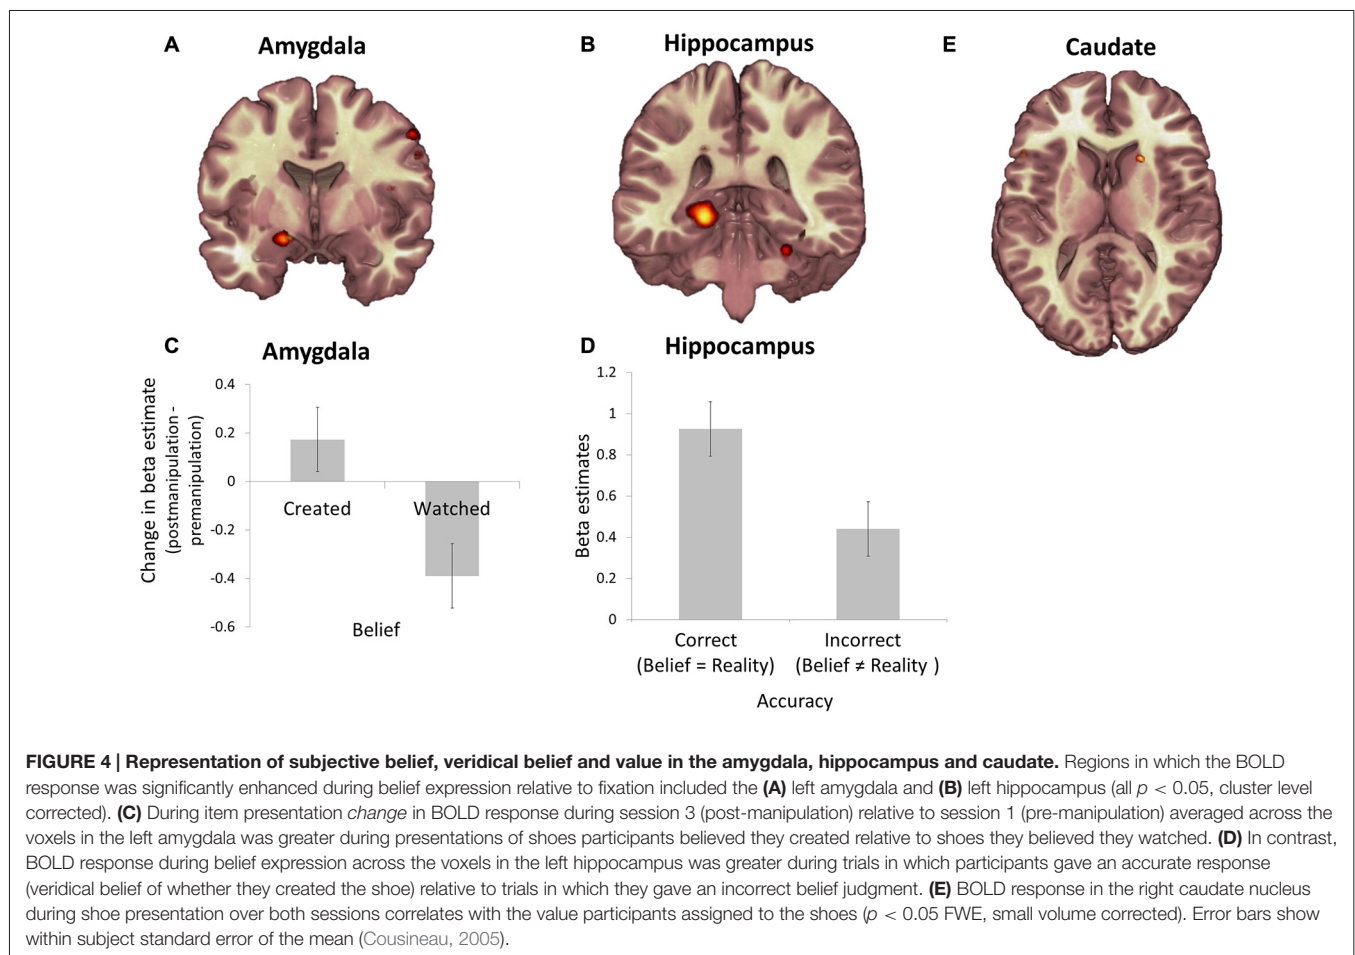 A Amygdala
B Hippocampus
E Caudate
C Amygdala
Change in beta estimate
(postmanipulation -
premanipulation)
0.4
0.2
0
-0.2
-0.4
-0.6
Created
Watched
Belief
D Hippocampus
Beta estimates
1.2
1
0.8
0.6
0.4
0.2
0
Correct
(Belief = Reality)
Incorrect
(Belief ≠ Reality )
Accuracy
FIGURE 4 | Representation of subjective belief, veridical belief and value in the amygdala, hippocampus and caudate. Regions in which the BOLD
response was significantly enhanced during belief expression relative to fixation included the (A) left amygdala and (B) left hippocampus (all p < 0.05, cluster level
corrected). (C) During item presentation change in BOLD response during session 3 (post-manipulation) relative to session 1 (pre-manipulation) averaged across the
voxels in the left amygdala was greater during presentations of shoes participants believed they created relative to shoes they believed they watched. (D) In contrast,
BOLD response during belief expression across the voxels in the left hippocampus was greater during trials in which participants gave an accurate response
(veridical belief of whether they created the shoe) relative to trials in which they gave an incorrect belief judgment. (E) BOLD response in the right caudate nucleus
during shoe presentation over both sessions correlates with the value participants assigned to the shoes (p < 0.05 FWE, small volume corrected). Error bars show
within subject standard error of the mean (Cousineau, 2005).